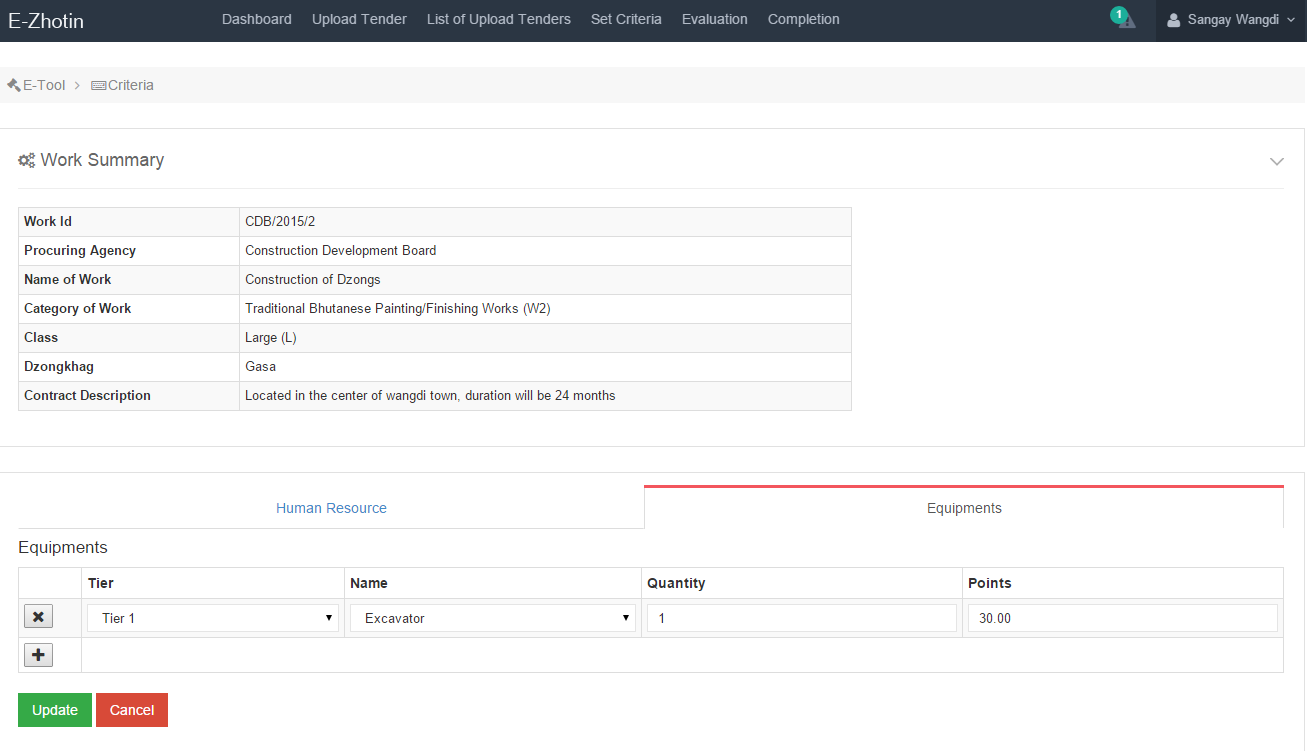 E-Zhotin Dashboard Upload Tender List of Upload Tenders Set Criteria Evaluation Completion 1 Sangay Wangdi
E-Tool > Criteria
Work Summary
Work Id CDB/2015/2
Procuring Agency Construction Development Board
Name of Work Construction of Dzongs
Category of Work Traditional Bhutanese Painting/Finishing Works (W2)
Class Large (L)
Dzongkhag Gasa
Contract Description Located in the center of wangdi town, duration will be 24 months
Human Resource Equipments
Equipments
Tier Name Quantity Points
Tier 1 Excavator 1 30.00
Update Cancel